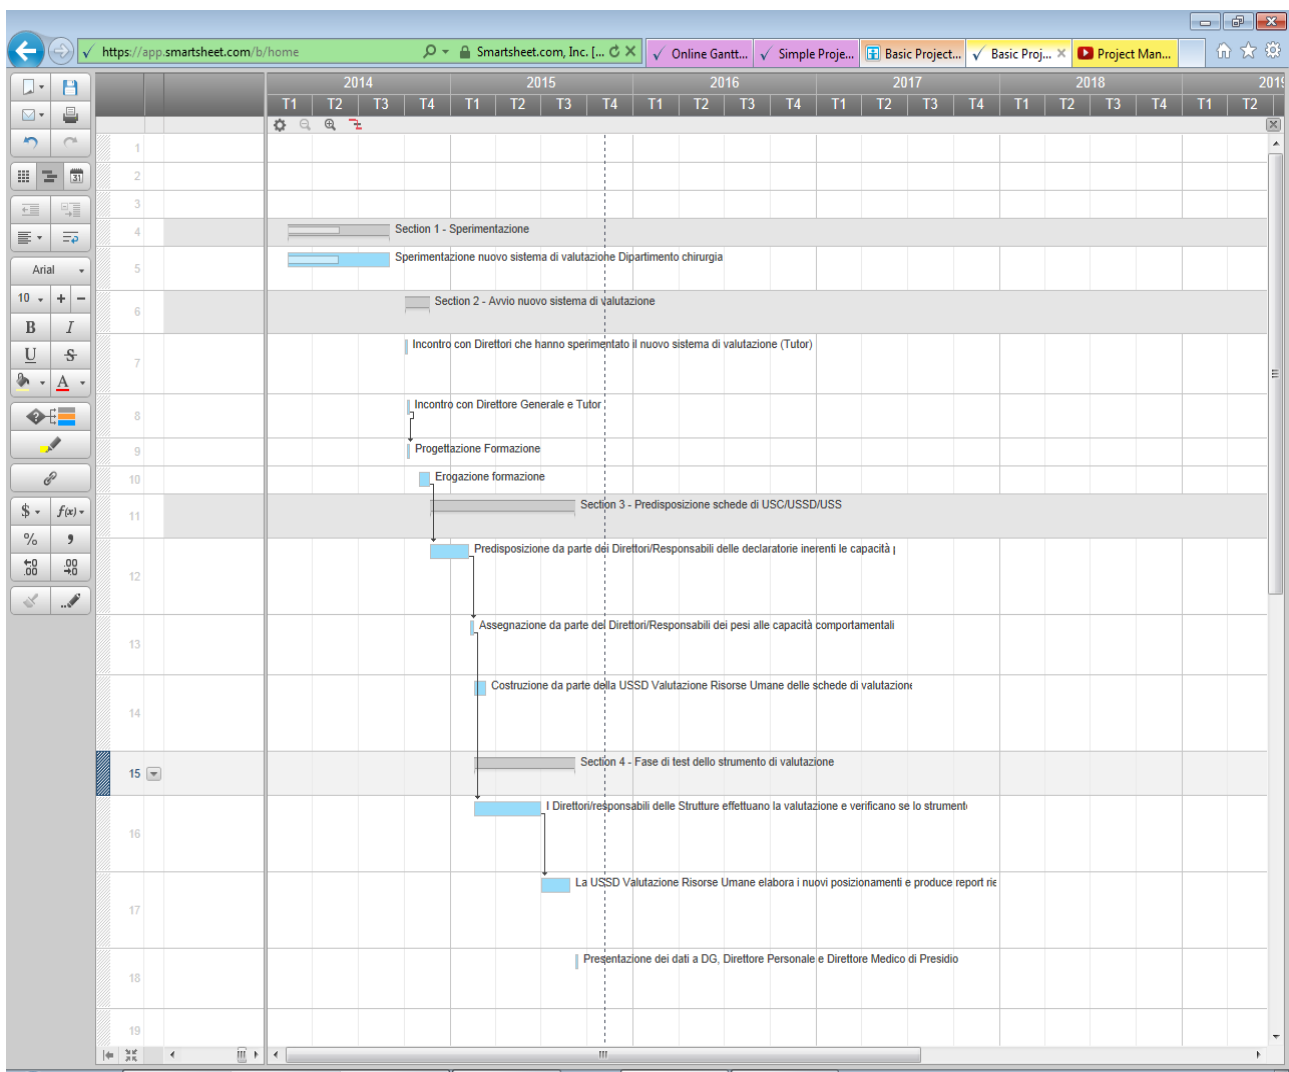 https://app.smartsheet.com/b/home
Smartsheet.com, Inc. [...
Online Gantt...
Simple Proje...
Basic Project...
Basic Proj...
Project Man...
2014 2015 2016 2017 2018 2019
T1 T2 T3 T4 T1 T2 T3 T4 T1 T2 T3 T4 T1 T2 T3 T4 T1 T2 T3 T4 T1 T2
1
2
3
4 Section 1 - Sperimentazione
5 Sperimentazione nuovo sistema di valutazione Dipartimento chirurgia
6 Section 2 - Avvio nuovo sistema di valutazione
7 Incontro con Direttori che hanno sperimentato il nuovo sistema di valutazione (Tutor)
8 Incontro con Direttore Generale e Tutor
9 Progettazione Formazione
10 Erogazione formazione
11 Section 3 - Predisposizione schede di USC/USSD/USS
12 Predisposizione da parte dei Direttori/Responsabili delle declaratorie inerenti le capacità
13 Assegnazione da parte dei Direttori/Responsabili dei pesi alle capacità comportamentali
14 Costruzione da parte della USSD Valutazione Risorse Umane delle schede di valutazione
15 Section 4 - Fase di test dello strumento di valutazione
16 I Direttori/responsabili delle Strutture effettuano la valutazione e verificano se lo strument
17 La USSD Valutazione Risorse Umane elabora i nuovi posizionamenti e produce report rie
18 Presentazione dei dati a DG, Direttore Personale e Direttore Medico di Presidio
19
31
Arial
10 + −
B I
U S
A
$ f(x)
% ,
.0 .00 .00 .0